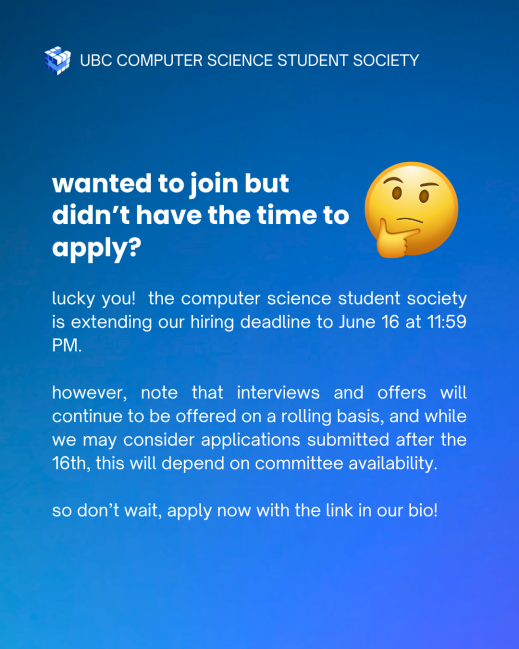 UBC COMPUTER SCIENCE STUDENT SOCIETY
wanted to join but
didn't have the time to
apply?
lucky you!  the computer science student society
is extending our hiring deadline to June 16 at 11:59
PM.
however, note that interviews and offers will
continue to be offered on a rolling basis, and while
we may consider applications submitted after the
16th, this will depend on committee availability.
so don't wait, apply now with the link in our bio!